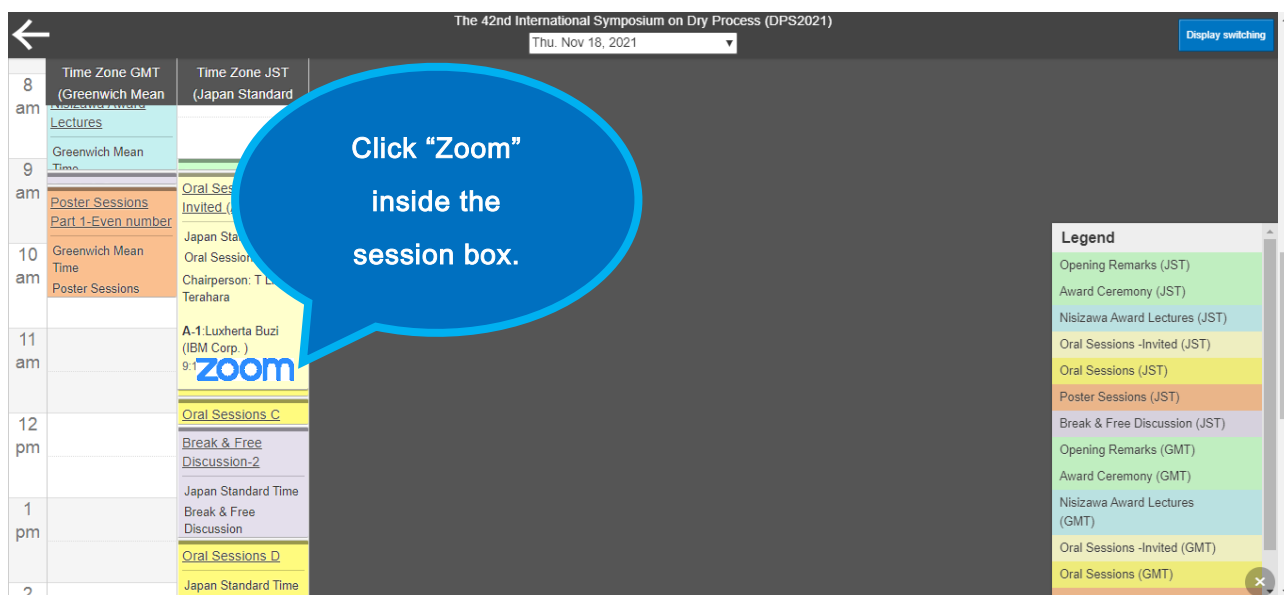 The 42nd International Symposium on Dry Process (DPS2021)
Thu. Nov 18, 2021
Display switching
Time Zone GMT
(Greenwich Mean
Time Zone JST
(Japan Standard
8
am
9
am
10
am
11
am
12
pm
1
pm
2
Nisizawa Award
Lectures
Greenwich Mean
Time
Poster Sessions
Part 1-Even number
Greenwich Mean
Time
Poster Sessions
Oral Ses
Invited (
Japan Sta
Oral Session
Chairperson: T
Terahara
A-1:Luxherta Buzi
(IBM Corp. )
9:1
zoom
Oral Sessions C
Break & Free
Discussion-2
Japan Standard Time
Break & Free
Discussion
Oral Sessions D
Japan Standard Time
Click “Zoom”
inside the
session box.
Legend
Opening Remarks (JST)
Award Ceremony (JST)
Nisizawa Award Lectures (JST)
Oral Sessions -Invited (JST)
Oral Sessions (JST)
Poster Sessions (JST)
Break & Free Discussion (JST)
Opening Remarks (GMT)
Award Ceremony (GMT)
Nisizawa Award Lectures
(GMT)
Oral Sessions -Invited (GMT)
Oral Sessions (GMT)